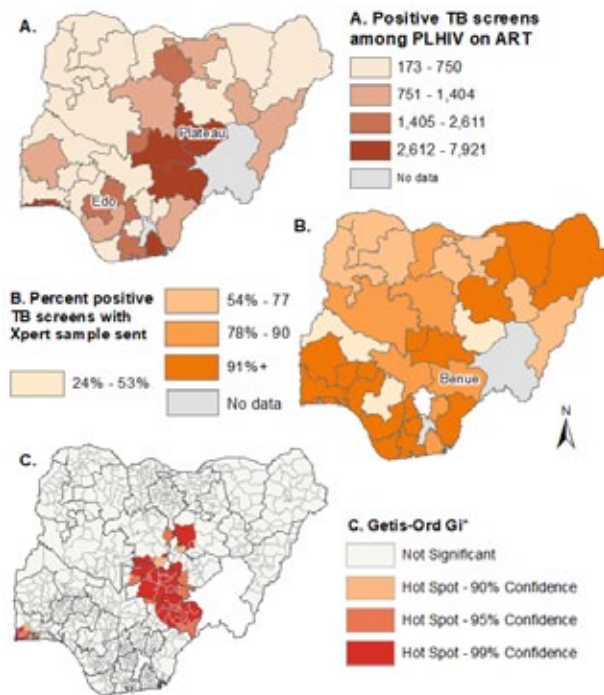 A.
Plateau
Edo
A. Positive TB screens
among PLHIV on ART
173 - 750
751 - 1,404
1,405 - 2,611
2,612 - 7,921
No data
B.
Benue
N
B. Percent positive
TB screens with
Xpert sample sent
24% - 53%
54% - 77
78% - 90
91%+
No data
C.
C. Getis-Ord Gi*
Not Significant
Hot Spot - 90% Confidence
Hot Spot - 95% Confidence
Hot Spot - 99% Confidence